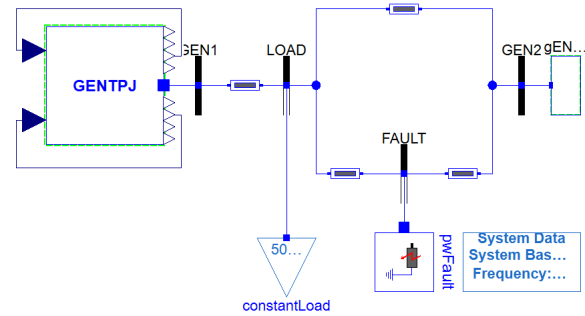 GENTPJ
GEN1
LOAD
GEN2
gEN...
FAULT
50...
constantLoad
pwFault
System Data
System Bas...
Frequency:...